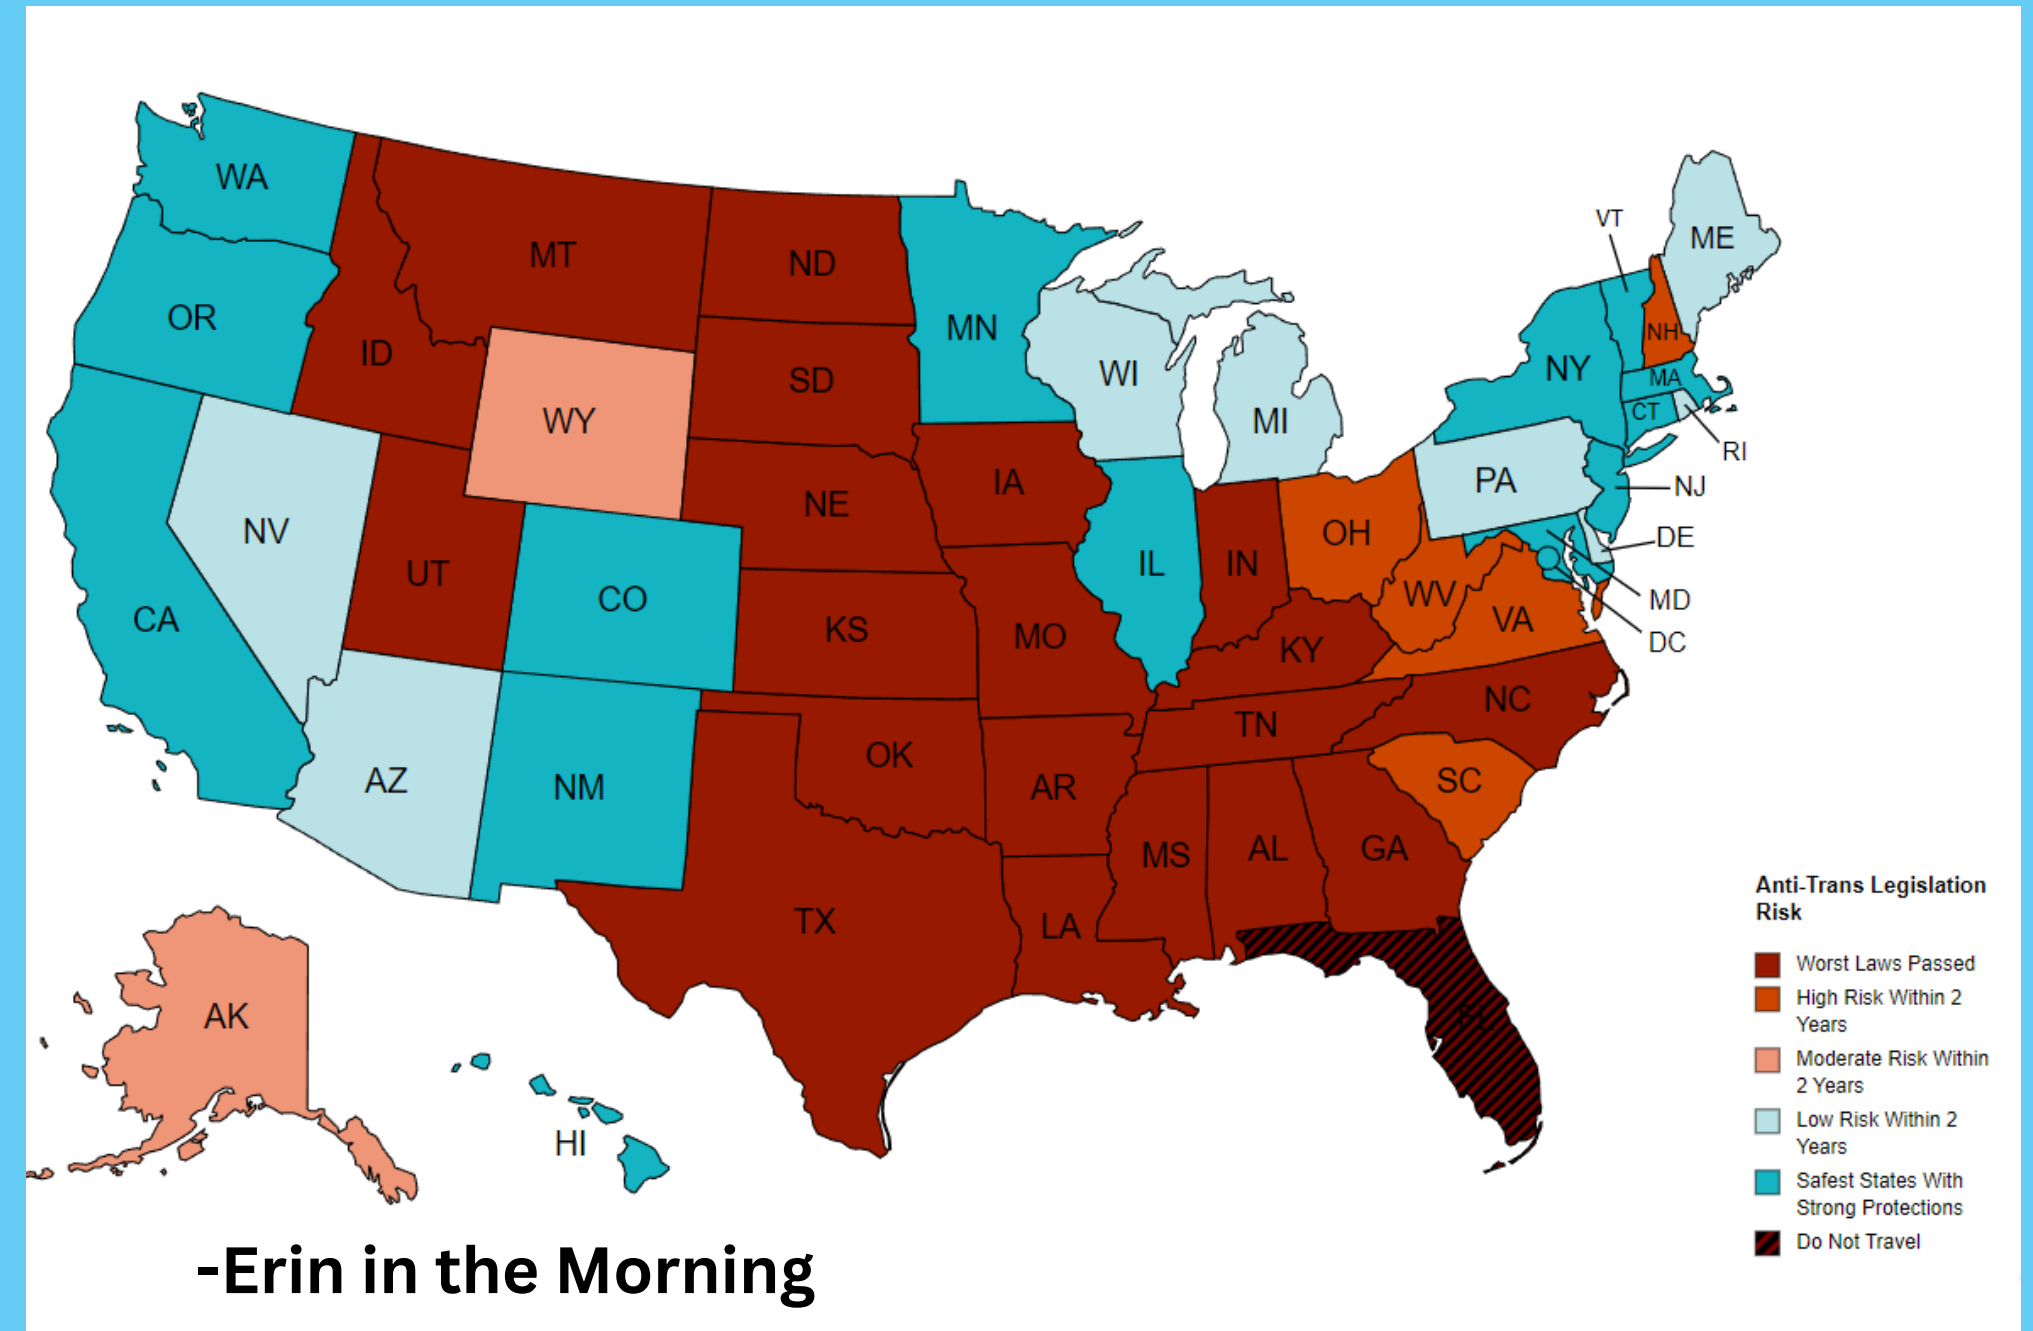 WA
MT
ND
MN
OR
ID
SD
WI
MI
WY
VT
ME
NH
NY
MA
CT
RI
NV
UT
CO
NE
IA
IL
IN
OH
PA
NJ
DE
CA
KS
MO
KY
WV
VA
MD
DC
AZ
NM
OK
AR
TN
NC
SC
TX
LA
MS
AL
GA
FL
AK
HI
Anti-Trans Legislation
Risk
Worst Laws Passed
High Risk Within 2
Years
Moderate Risk Within
2 Years
Low Risk Within 2
Years
Safest States With
Strong Protections
Do Not Travel
-Erin in the Morning